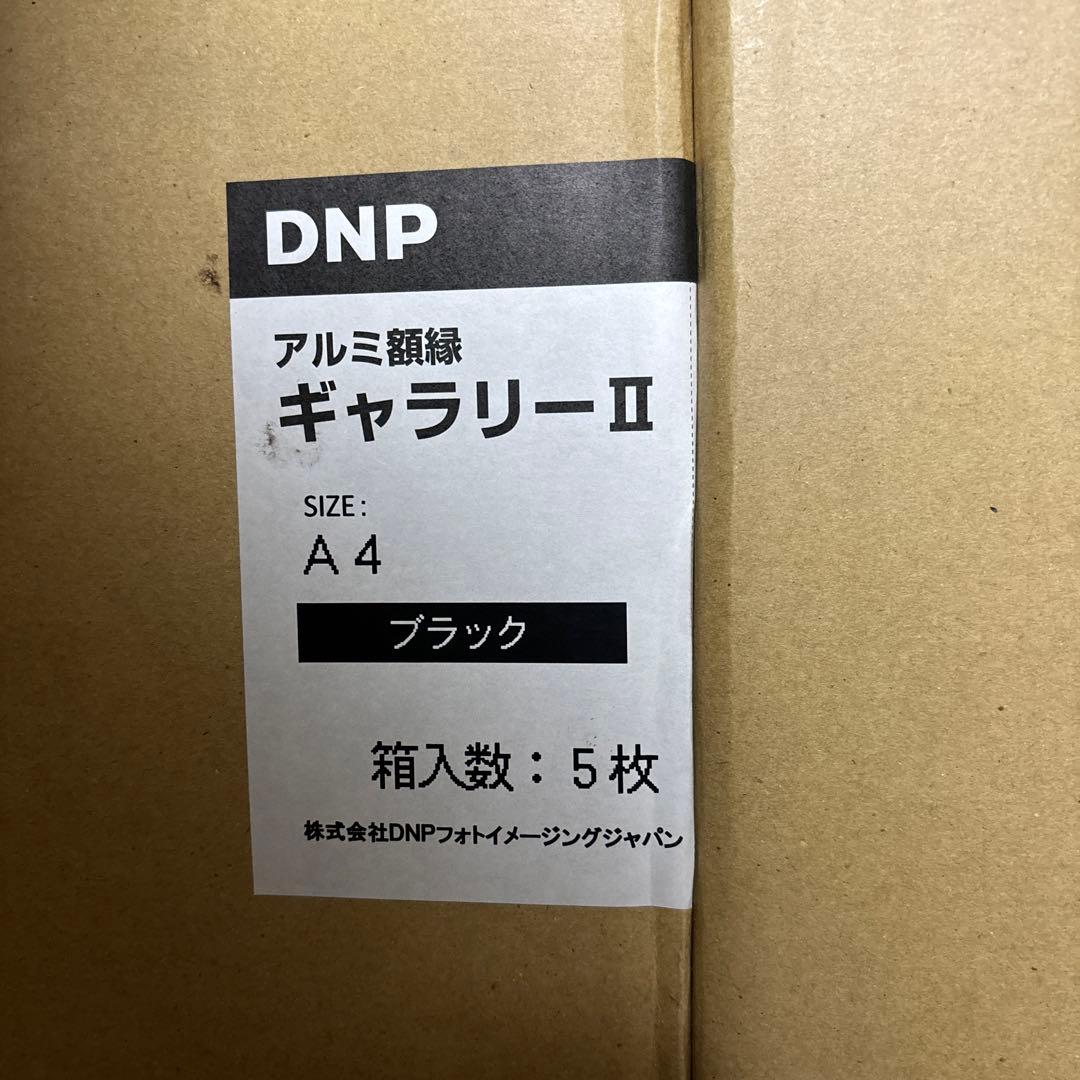 DNP
アルミ額縁
ギャラリーⅡ
SIZE:
A4
ブラック
箱入数：5枚
株式会社DNPフォトイメージングジャパン